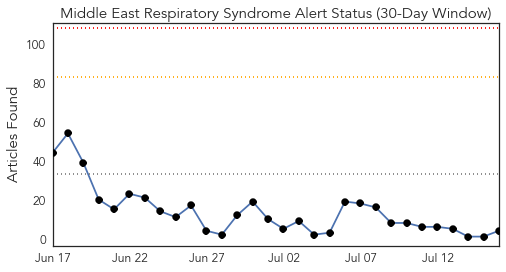 Middle East Respiratory Syndrome Alert Status (30-Day Window)
Articles Found
100
80
60
40
20
0
Jun 17 Jun 22 Jun 27 Jul 02 Jul 07 Jul 12